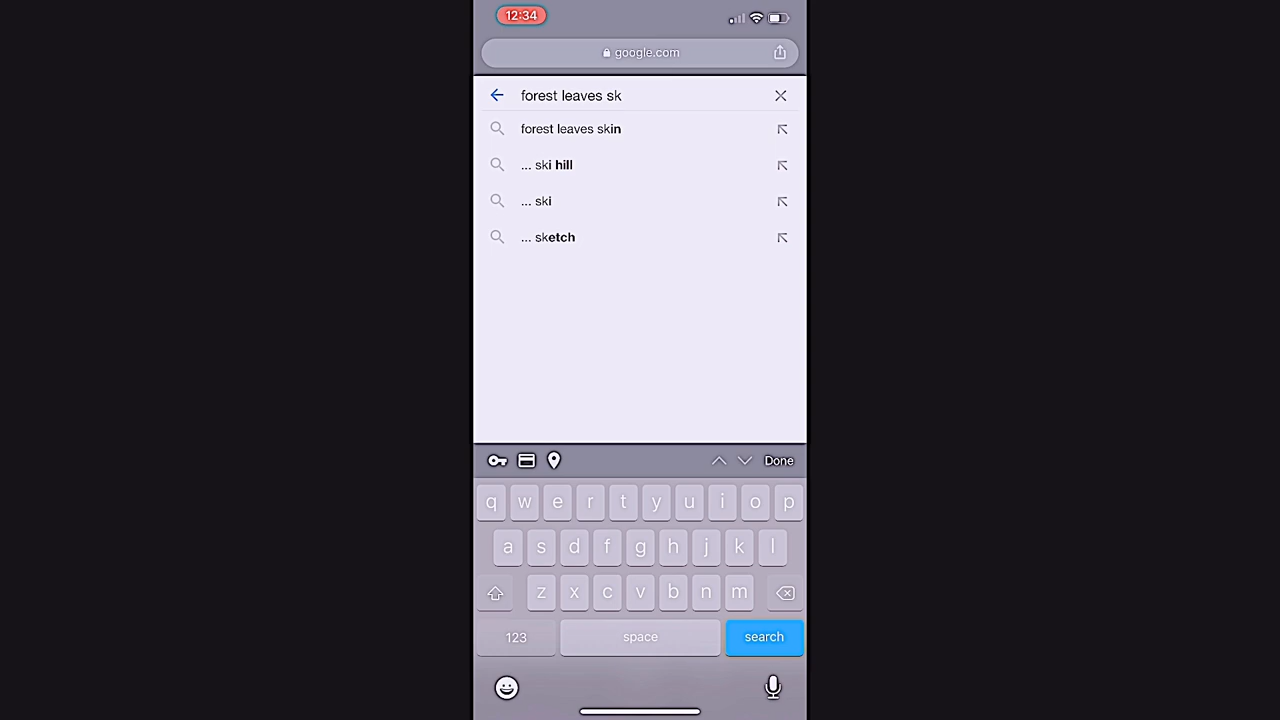 12:34
google.com
forest leaves sk
forest leaves skin
... ski hill
... ski
... sketch
Done
q w e r t y u i o p
a s d f g h j k l
z x c v b n m
123 space search